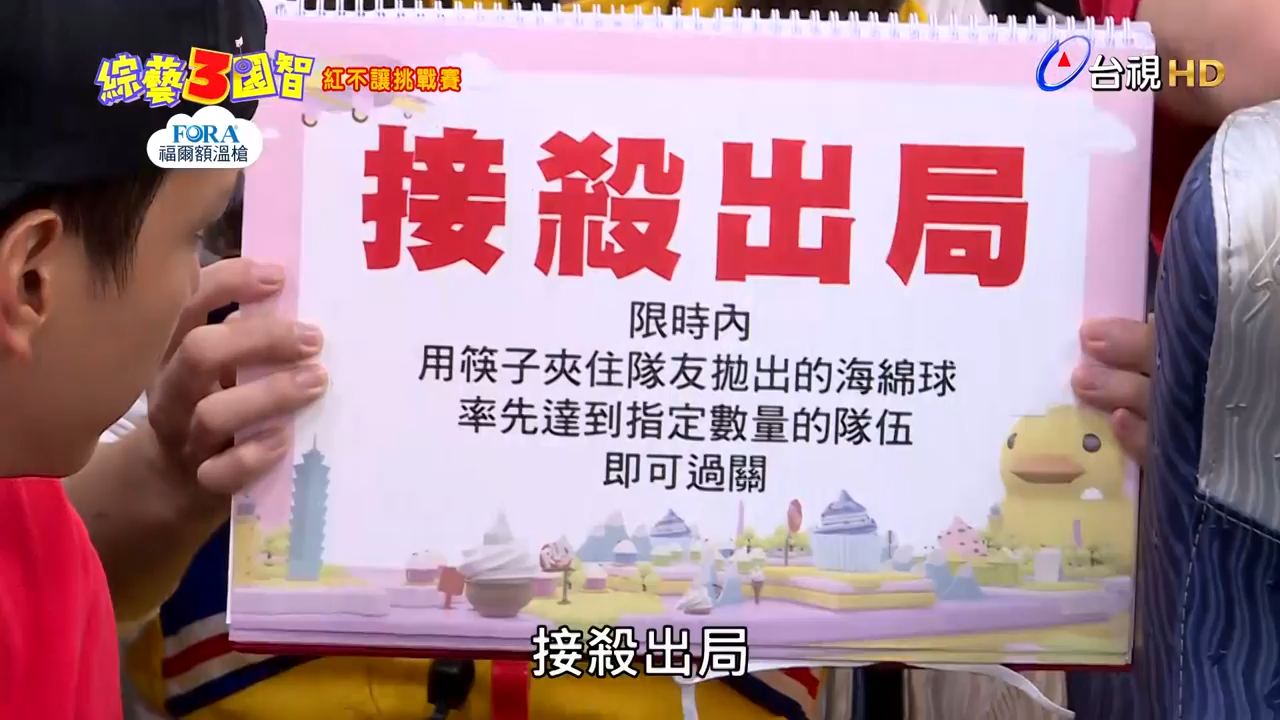 綜藝3國智
紅不讓挑戰賽
FORA
福爾額溫槍
台視HD
接殺出局
限時內
用筷子夾住隊友拋出的海綿球
率先達到指定數量的隊伍
即可過關
接殺出局